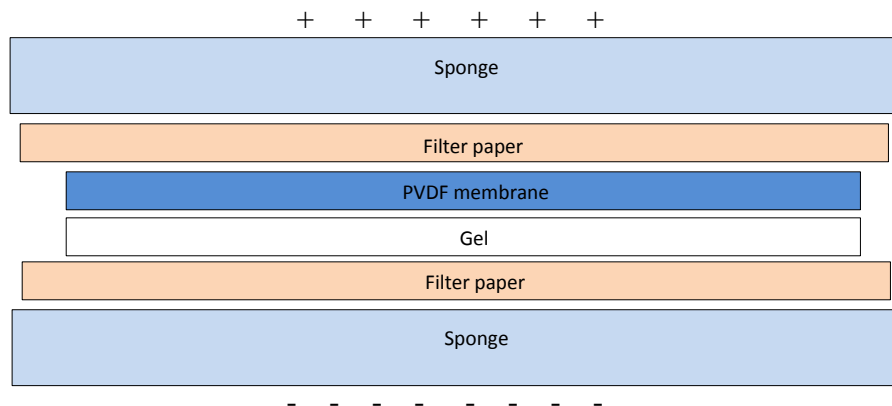 + + + + + +
Sponge
Filter paper
PVDF membrane
Gel
Filter paper
Sponge
- - - - - - - -